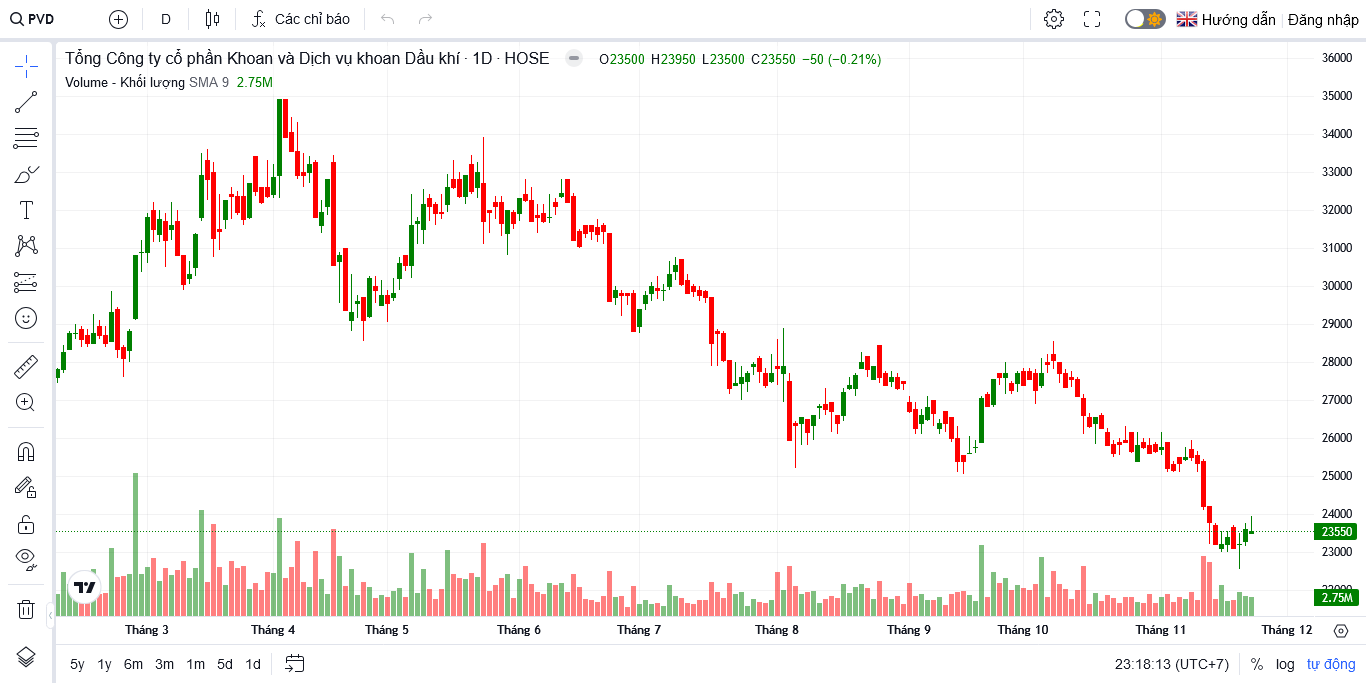 PVD D Các chỉ báo Hướng dẫn Đăng nhập
Tổng Công ty cổ phần Khoan và Dịch vụ khoan Dầu khí · 1D · HOSE O23500 H23950 L23500 C23550 −50 (−0.21%)
Volume - Khối lượng SMA 9 2.75M
36000
35000
34000
33000
32000
31000
30000
29000
28000
27000
26000
25000
24000
23550
23000
22000
2.75M
Tháng 3 Tháng 4 Tháng 5 Tháng 6 Tháng 7 Tháng 8 Tháng 9 Tháng 10 Tháng 11 Tháng 12
5y 1y 6m 3m 1m 5d 1d 23:18:13 (UTC+7) % log tự động